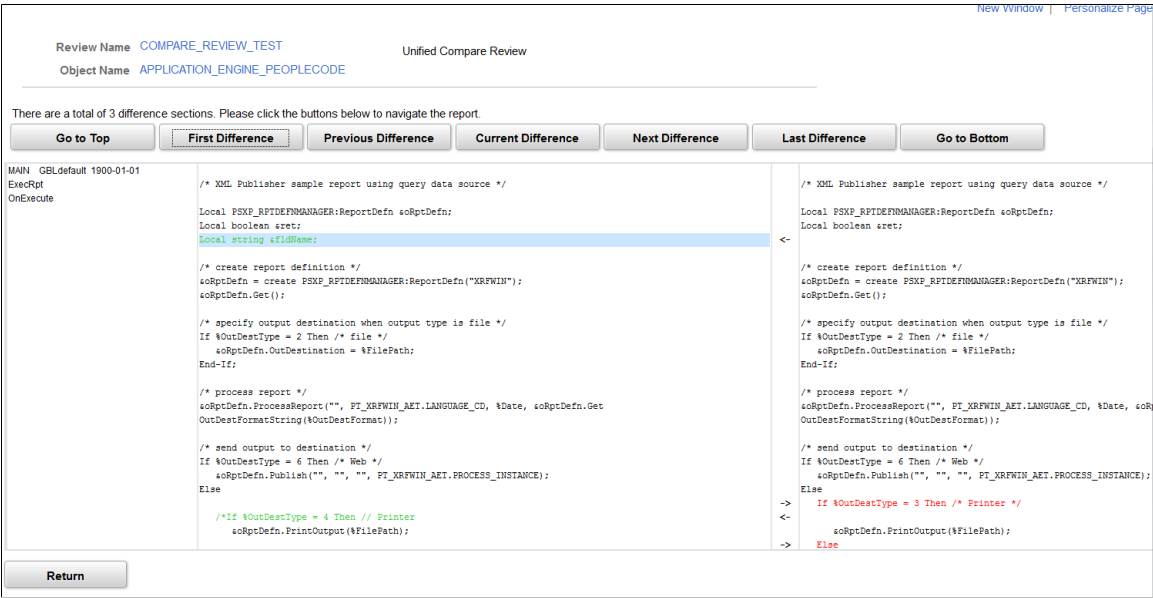 New Window | Personalize Page
Review Name COMPARE_REVIEW_TEST
Unified Compare Review
Object Name APPLICATION_ENGINE_PEOPLECODE
There are a total of 3 difference sections. Please click the buttons below to navigate the report.
Go to Top First Difference Previous Difference Current Difference Next Difference Last Difference Go to Bottom
MAIN GBLdefault 1900-01-01
ExecRpt
OnExecute
/* XML Publisher sample report using query data source */
Local PSXP_RPTDEFNMANAGER:ReportDefn &oRptDefn;
Local boolean &ret;
Local string &fldName;
/* create report definition */
&oRptDefn = create PSXP_RPTDEFNMANAGER:ReportDefn("XRFWIN");
&oRptDefn.Get();
/* specify output destination when output type is file */
If %OutDestType = 2 Then /* file */
&oRptDefn.OutDestination = %FilePath;
End-If;
/* process report */
&oRptDefn.ProcessReport("", PT_XRFWIN_AET.LANGUAGE_CD, %Date, &oRptDefn.Get
OutDestFormatString(%OutDestFormat));
/* send output to destination */
If %OutDestType = 6 Then /* Web */
&oRptDefn.Publish("", "", "", PT_XRFWIN_AET.PROCESS_INSTANCE);
Else
/*If %OutDestType = 4 Then // Printer
&oRptDefn.PrintOutput(%FilePath);
<-
->
<-
->
/* XML Publisher sample report using query data source */
Local PSXP_RPTDEFNMANAGER:ReportDefn &oRptDefn;
Local boolean &ret;
/* create report definition */
&oRptDefn = create PSXP_RPTDEFNMANAGER:ReportDefn("XRFWIN");
&oRptDefn.Get();
/* specify output destination when output type is file */
If %OutDestType = 2 Then /* file */
&oRptDefn.OutDestination = %FilePath;
End-If;
/* process report */
&oRptDefn.ProcessReport("", PT_XRFWIN_AET.LANGUAGE_CD, %Date, &oRp
OutDestFormatString(%OutDestFormat));
/* send output to destination */
If %OutDestType = 6 Then /* Web */
&oRptDefn.Publish("", "", "", PT_XRFWIN_AET.PROCESS_INSTANCE);
Else
If %OutDestType = 3 Then /* Printer */
&oRptDefn.PrintOutput(%FilePath);
Else
Return